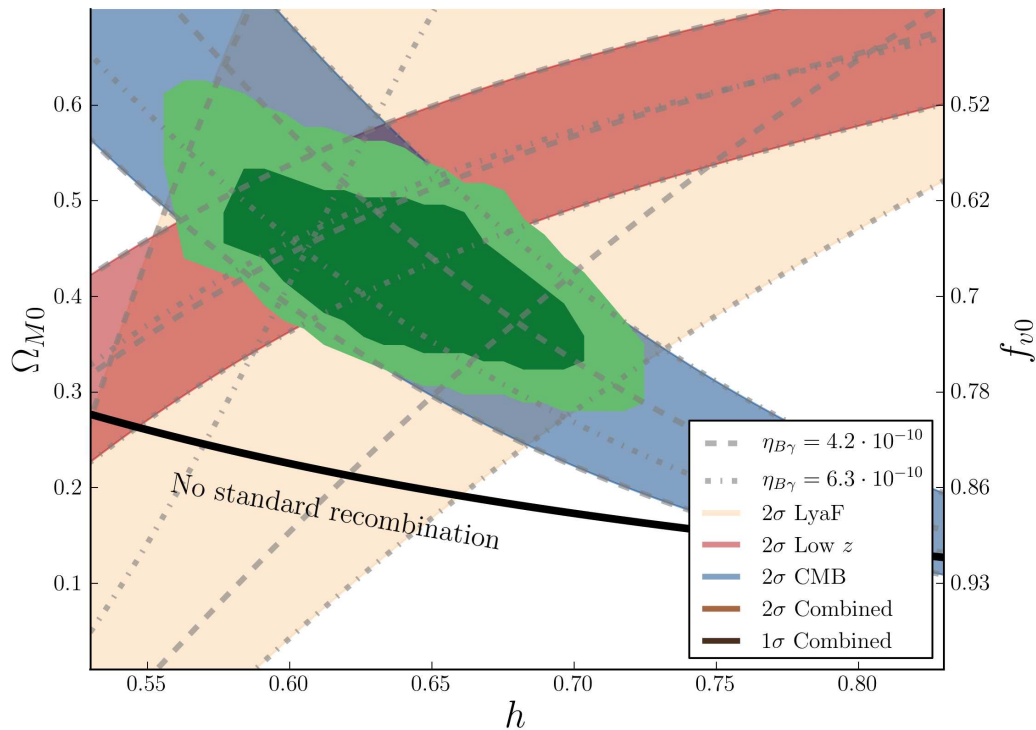 0.6
0.5
0.4
0.3
0.2
0.1
Ω_{M0}
0.52
0.62
0.7
0.78
0.86
0.93
f_{v0}
No standard recombination
η_{Bγ} = 4.2 · 10^{-10}
η_{Bγ} = 6.3 · 10^{-10}
2σ LyaF
2σ Low z
2σ CMB
2σ Combined
1σ Combined
0.55 0.60 0.65 0.70 0.75 0.80
h